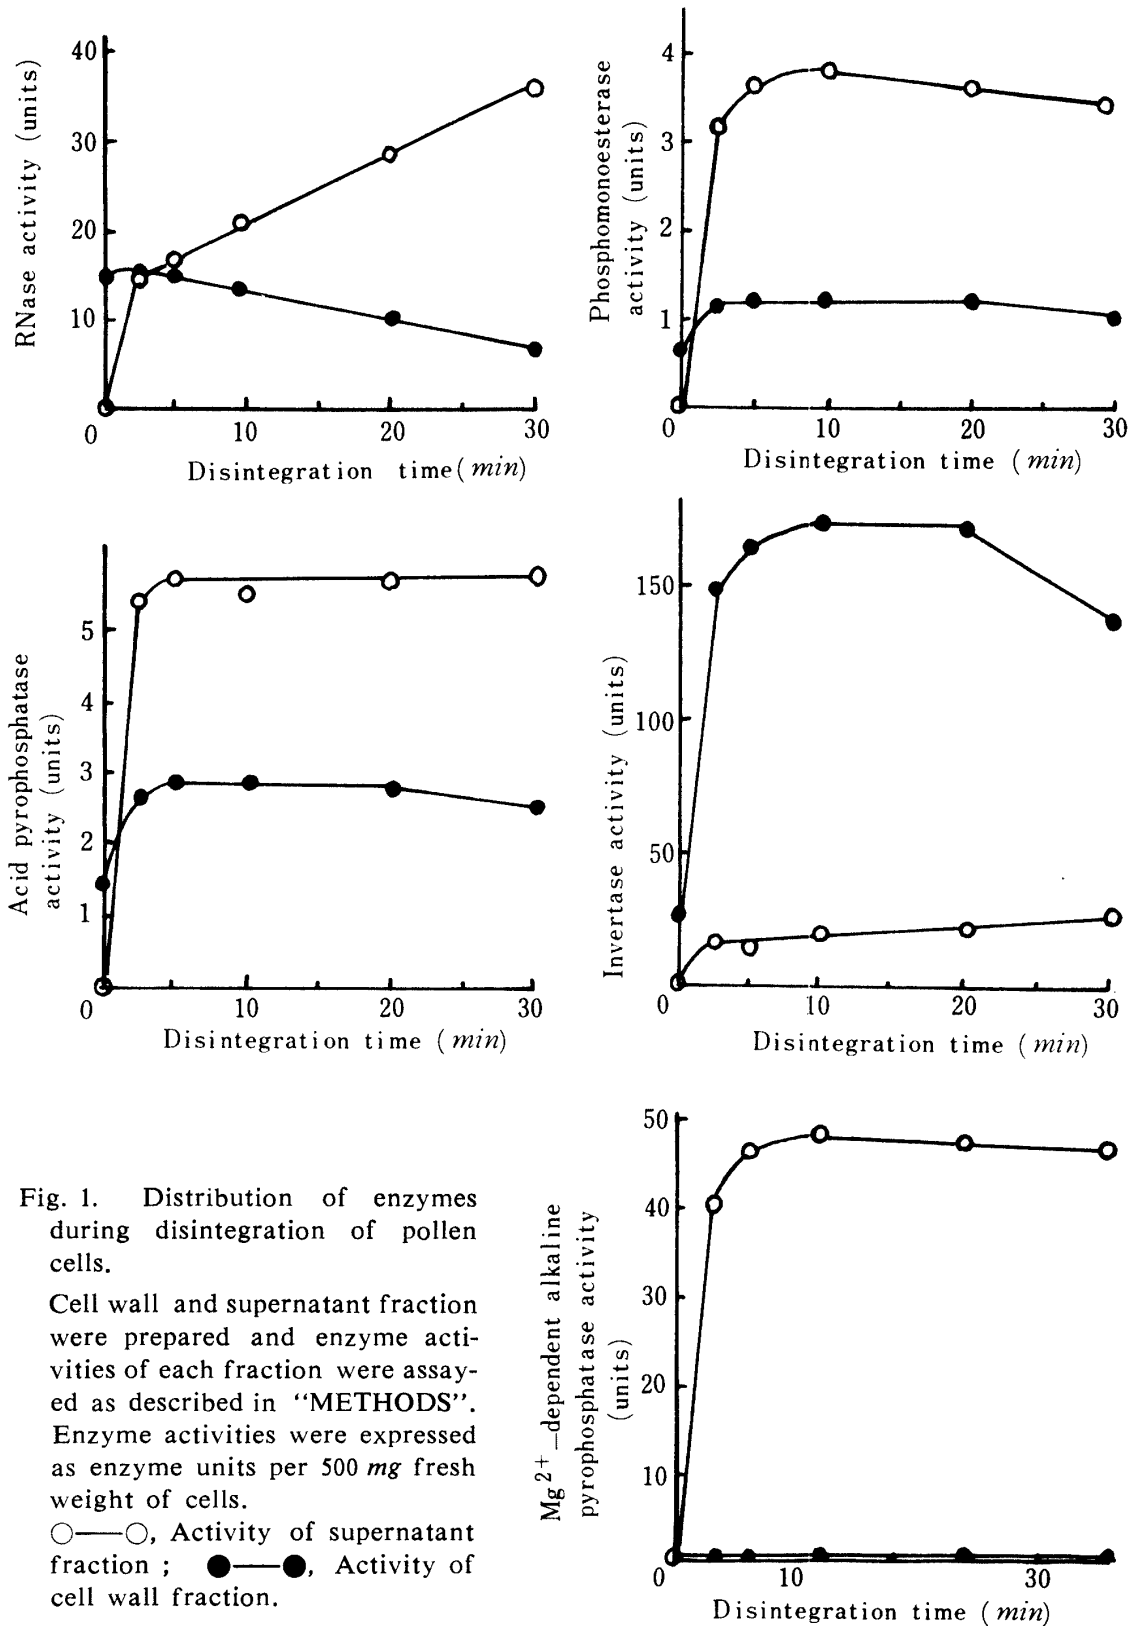 40
30
20
10
0
10
20
30
RNase activity (units)
Disintegration time (min)
4
3
2
1
0
10
20
30
Phosphomonoesterase
activity (units)
Disintegration time (min)
5
4
3
2
1
0
10
20
30
Acid pyrophosphatase
activity (units)
Disintegration time (min)
150
100
50
0
10
20
30
Invertase activity (units)
Disintegration time (min)
50
40
30
20
10
0
10
30
Mg2+-dependent alkaline
pyrophosphatase activity
(units)
Disintegration time (min)
Fig. 1. Distribution of enzymes
during disintegration of pollen
cells.
Cell wall and supernatant fraction
were prepared and enzyme acti-
vities of each fraction were assay-
ed as described in “METHODS”.
Enzyme activities were expressed
as enzyme units per 500 mg fresh
weight of cells.
○—○, Activity of supernatant
fraction ; ●—●, Activity of
cell wall fraction.